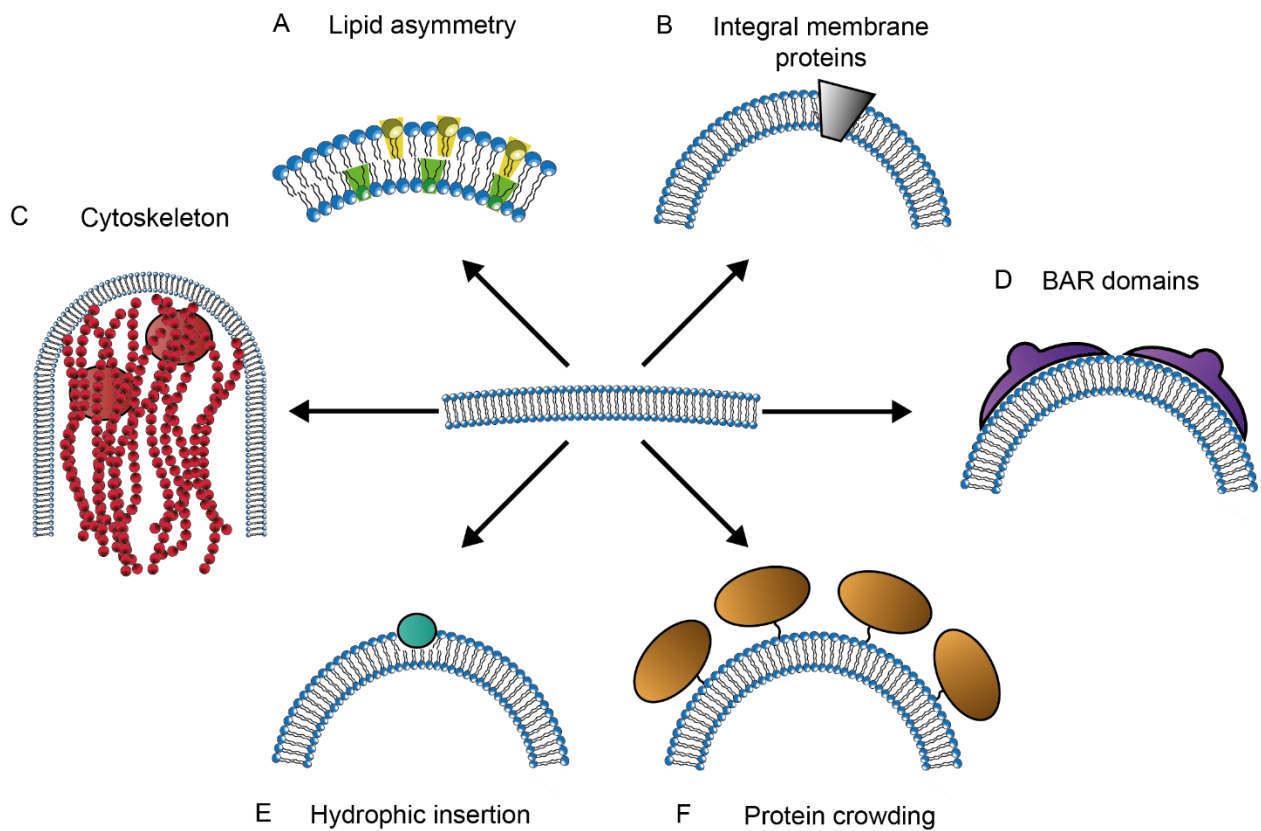 A Lipid asymmetry
B Integral membrane
proteins
C Cytoskeleton
D BAR domains
E Hydrophic insertion
F Protein crowding